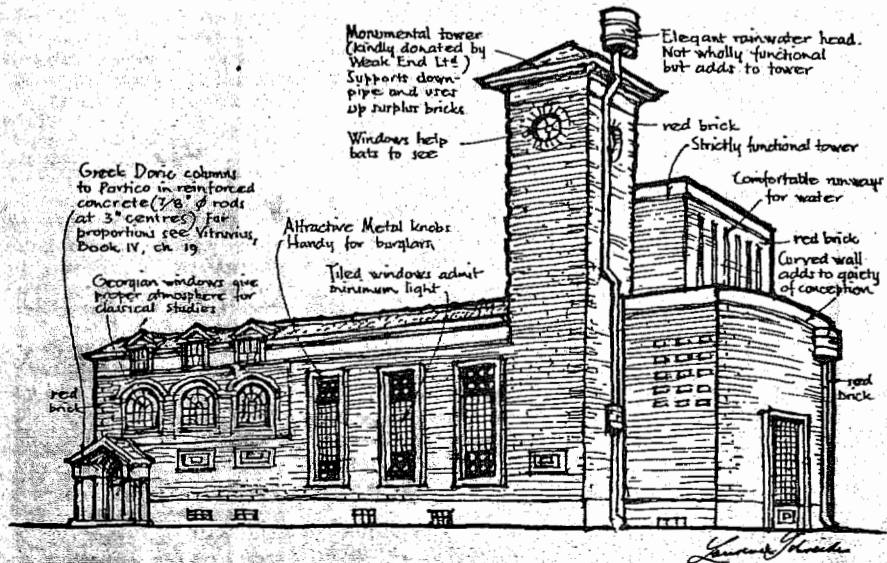 Monumental tower
(kindly donated by
Weak End Ltd)
Supports down-
pipe and uses
up surplus bricks
Windows help
bats to see
Elegant rainwater head.
Not wholly functional
but adds to tower
red brick
Strictly functional tower
Comfortable runways
for water
red brick
Curved wall
adds to gaiety
of conception
red
brick
Greek Doric columns
to Portico in reinforced
concrete (7/8" φ rods
at 3" centres) For
proportions see Vitruvius,
Book IV, ch 19
Georgian windows give
proper atmosphere for
classical studies
Attractive Metal knobs
Handy for burglars
Tiled windows admit
minimum light
red
brick